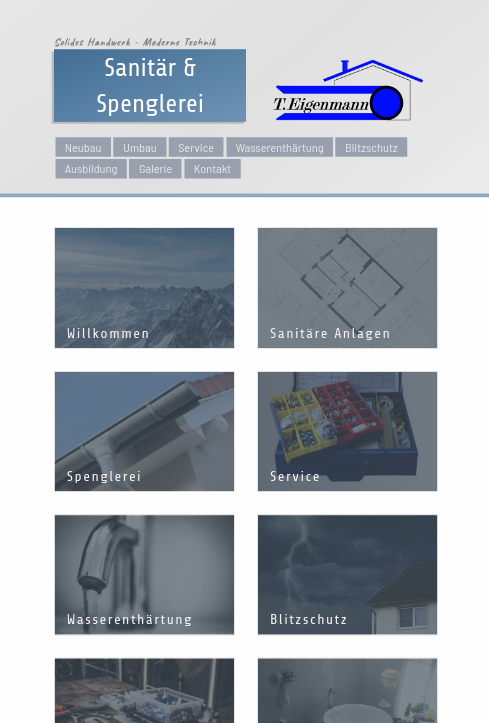 Solides Handwerk - Moderne Technik
Sanitär &
Spenglerei
T.Eigenmann
Neubau
Umbau
Service
Wasserenthärtung
Blitzschutz
Ausbildung
Galerie
Kontakt
Willkommen
Sanitäre Anlagen
Spenglerei
Service
Wasserenthärtung
Blitzschutz